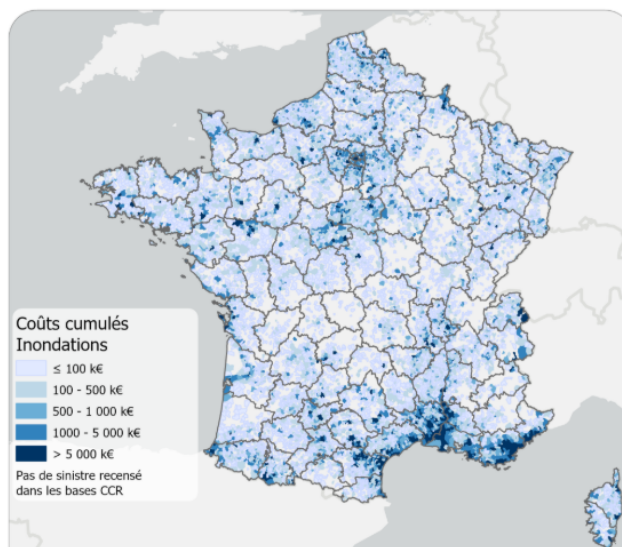 Coûts cumulés
Inondations
≤ 100 k€
100 - 500 k€
500 - 1 000 k€
1000 - 5 000 k€
> 5 000 k€
Pas de sinistre recensé
dans les bases CCR